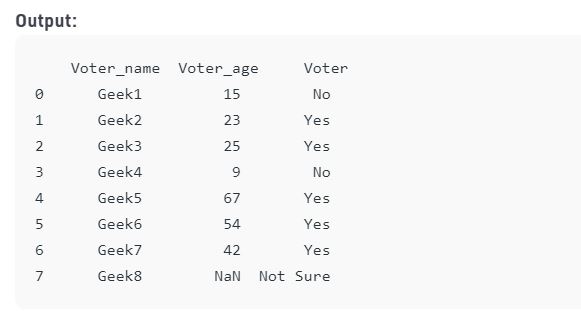 Output:
Voter_name Voter_age Voter
0 Geek1 15 No
1 Geek2 23 Yes
2 Geek3 25 Yes
3 Geek4 9 No
4 Geek5 67 Yes
5 Geek6 54 Yes
6 Geek7 42 Yes
7 Geek8 NaN Not Sure